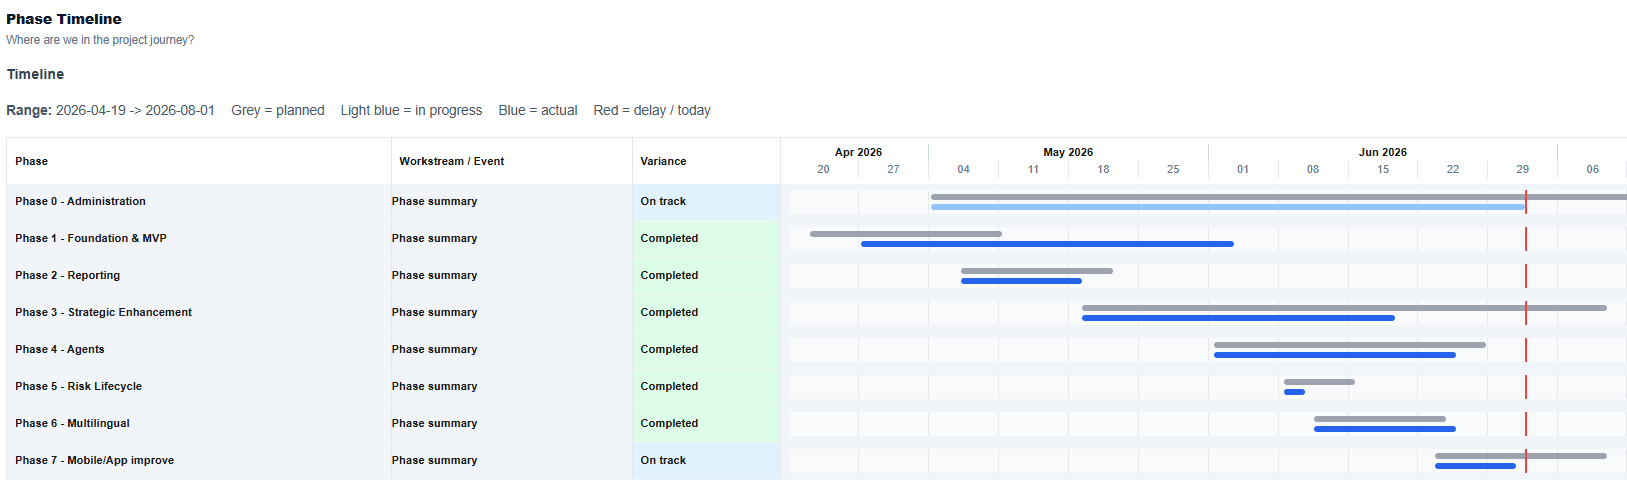 Phase Timeline
Where are we in the project journey?
Timeline
Range: 2026-04-19 -> 2026-08-01 Grey = planned Light blue = in progress Blue = actual Red = delay / today
Phase Workstream / Event Variance Apr 2026 May 2026 Jun 2026
20 27 04 11 18 25 01 08 15 22 29 06
Phase 0 - Administration Phase summary On track
Phase 1 - Foundation & MVP Phase summary Completed
Phase 2 - Reporting Phase summary Completed
Phase 3 - Strategic Enhancement Phase summary Completed
Phase 4 - Agents Phase summary Completed
Phase 5 - Risk Lifecycle Phase summary Completed
Phase 6 - Multilingual Phase summary Completed
Phase 7 - Mobile/App improve Phase summary On track